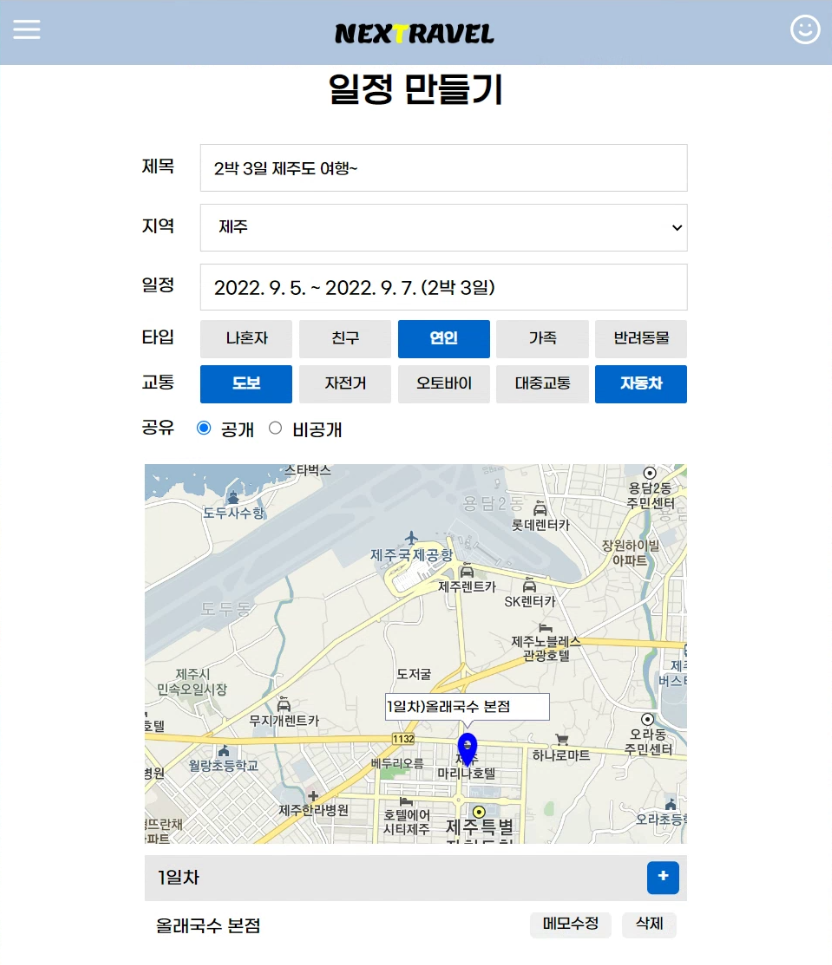 NEXTRAVEL
일정 만들기
제목
2박 3일 제주도 여행~
지역
제주
일정
2022. 9. 5. ~ 2022. 9. 7. (2박 3일)
타입
나혼자 친구 연인 가족 반려동물
교통
도보 자전거 오토바이 대중교통 자동차
공유
공개 비공개
스타벅스
도두사수항
용담2동
용담2동
주민센터
롯데렌터카
제주국제공항
장원하이빌
아파트
제주렌트카
SK렌터카
도두동
제주노블레스
관광호텔
도저굴
제주시
민속오일시장
1일차)올래국수 본점
무지개렌트카
호텔
오라동
주민센터
1132
하나로마트
베두리오름
마리나호텔
월랑초등학교
병원
제주한라병원
호텔에어
시티제주
제주특별
뜨란채
파트
오라초등학
1일차
+
올래국수 본점
메모수정 삭제